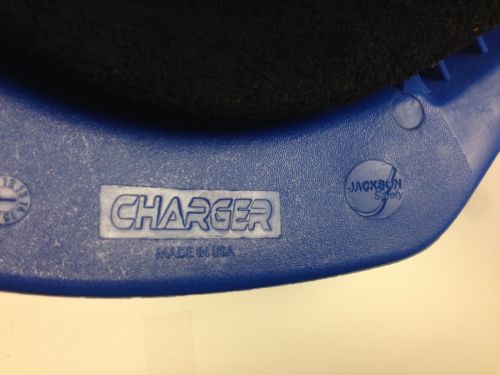 CHARGER
MADE IN USA
JACKSON
Safety